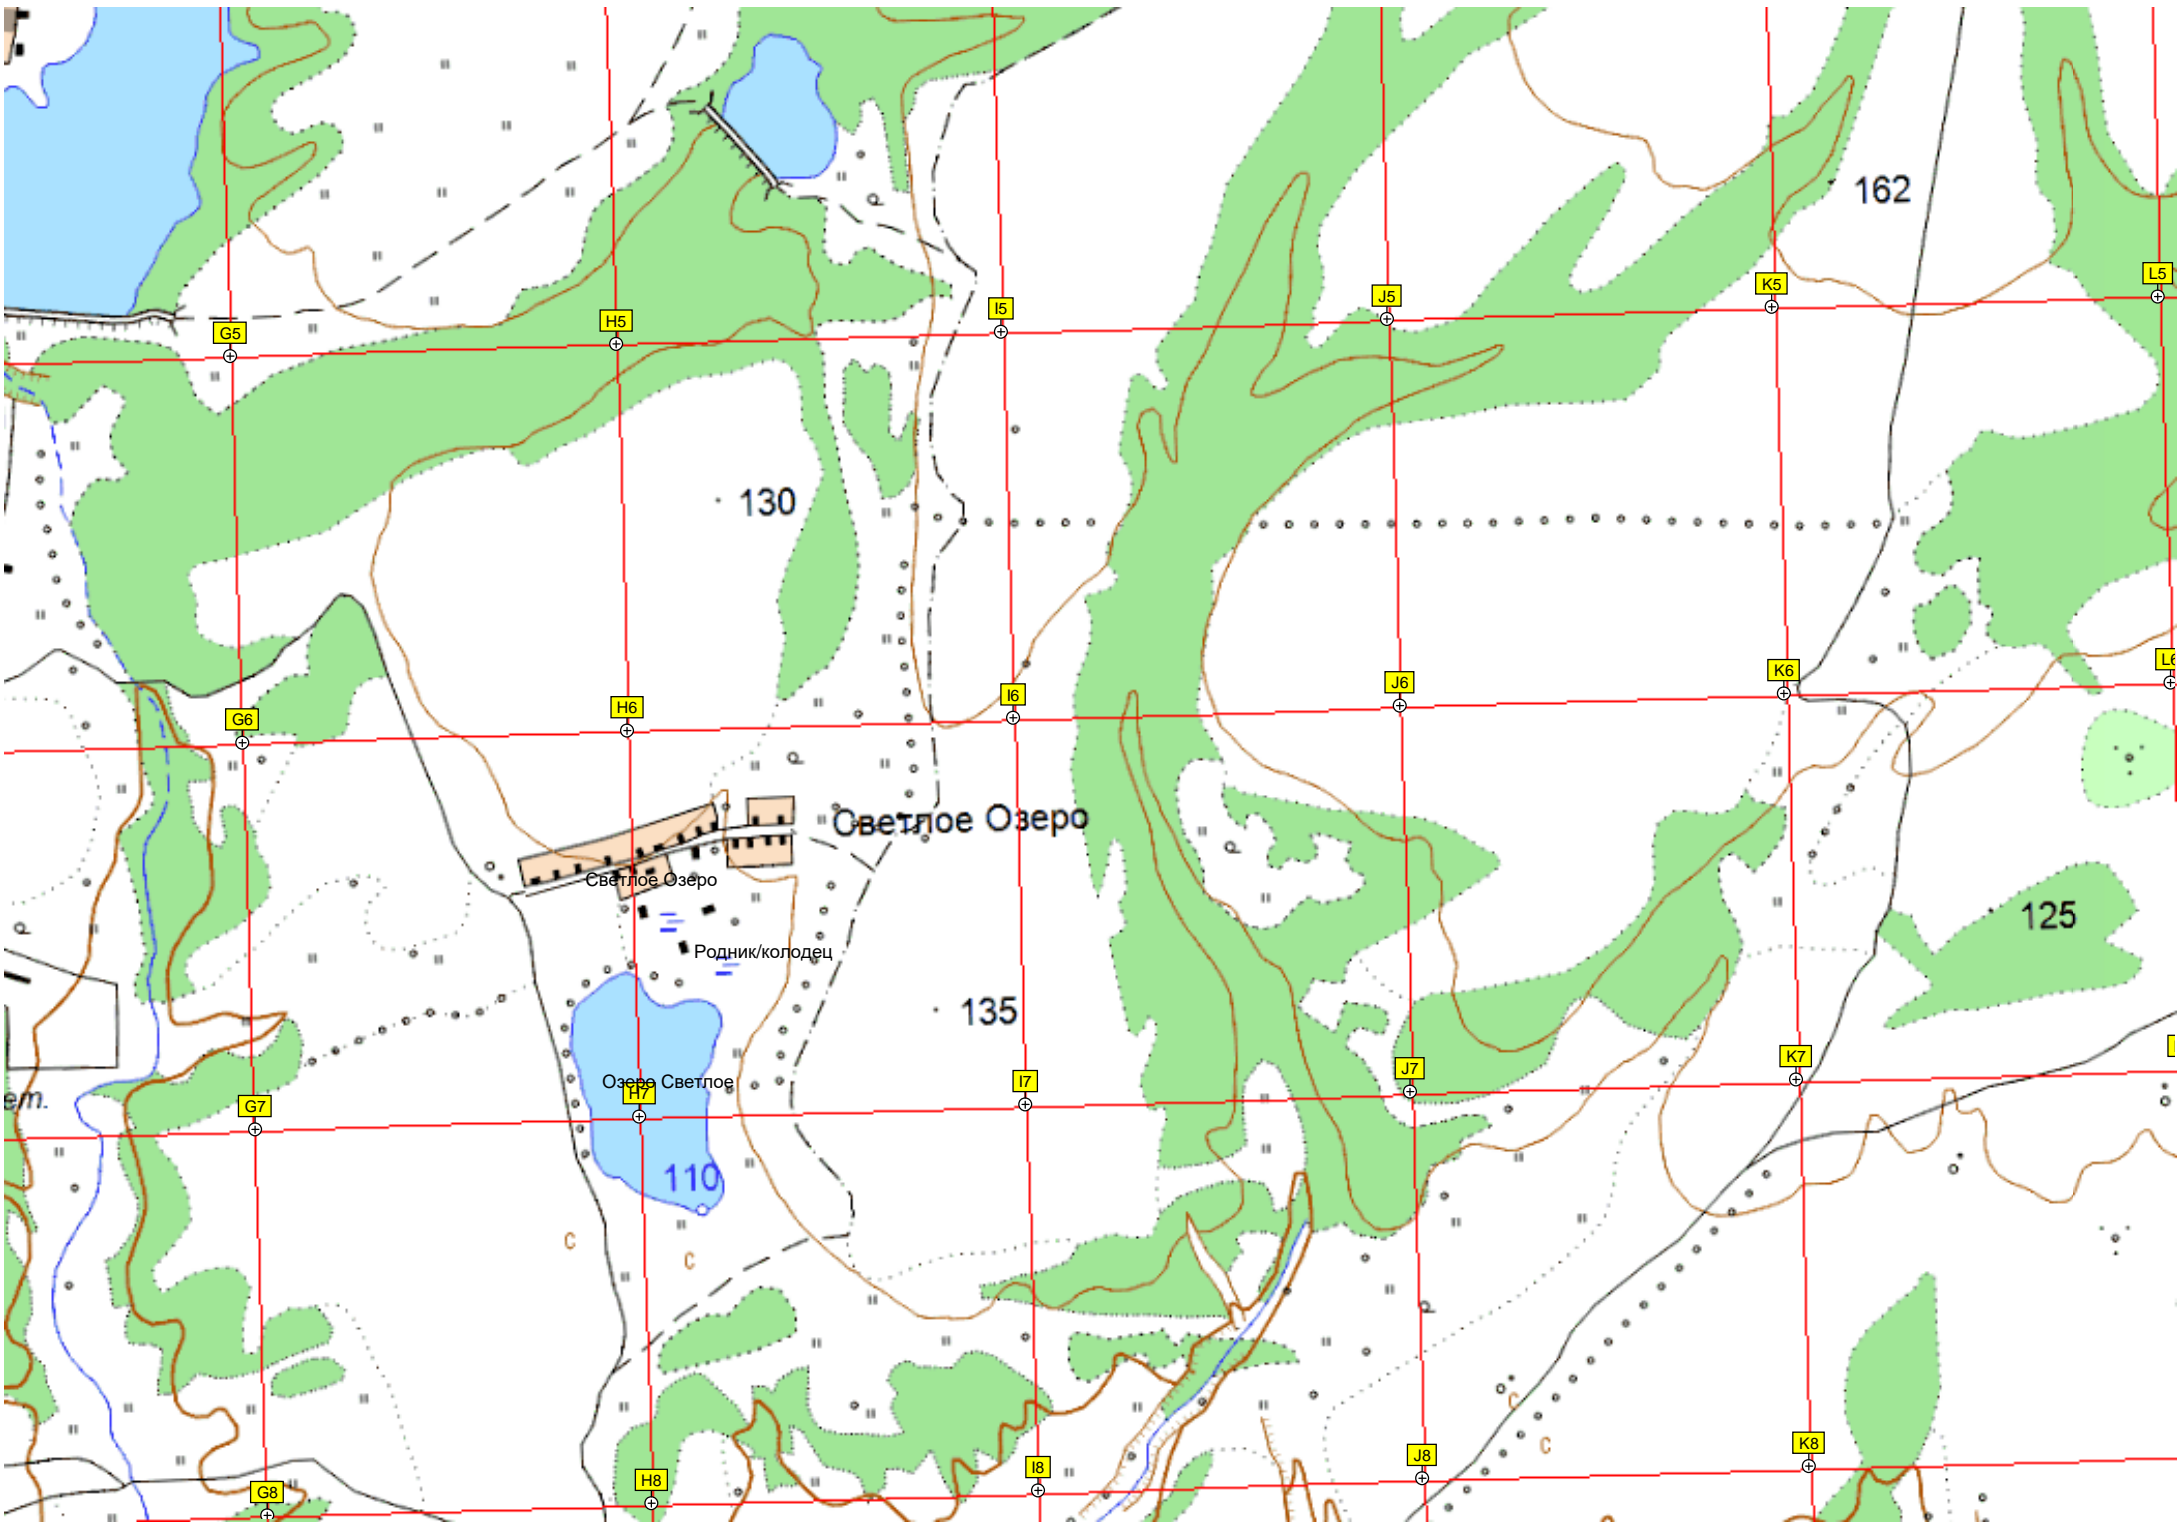 162
L5
K5
J5
I5
H5
G5
130
L6
K6
J6
I6
H6
G6
Светлое Озеро
Светлое Озеро
125
Родник/колодец
135
K7
J7
I7
Озеро Светлое
H7
ет.
G7
110
С
С
С
С
K8
J8
I8
H8
G8